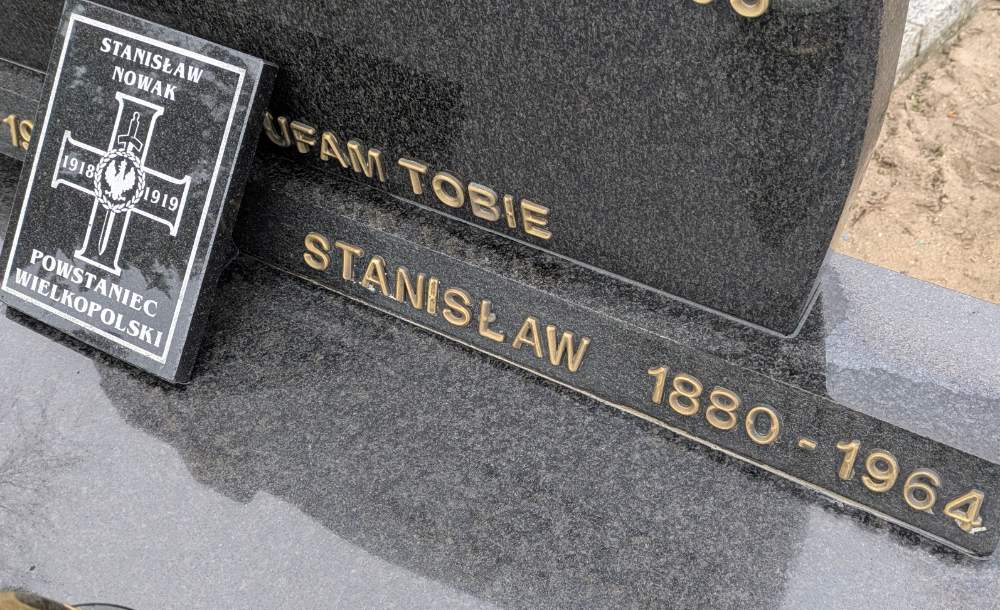 STANISŁAW
NOWAK
1918 1919
POWSTANIEC
WIELKOPOLSKI
UFAM TOBIE
STANISŁAW 1880 - 1964